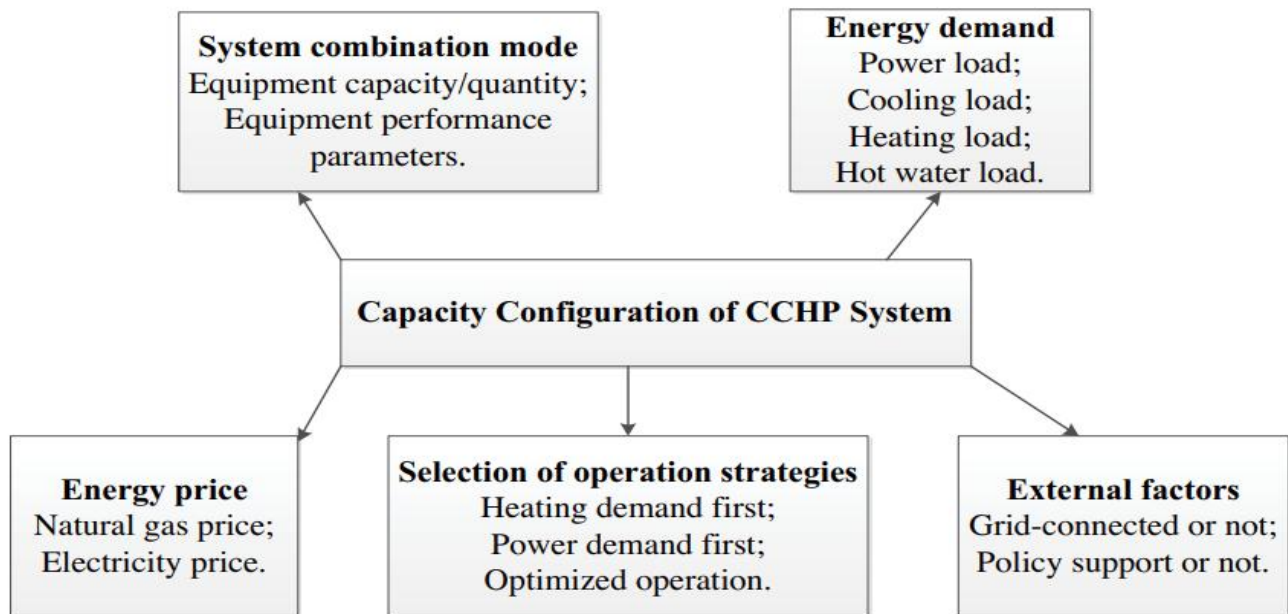 System combination mode
Equipment capacity/quantity;
Equipment performance
parameters.
Energy demand
Power load;
Cooling load;
Heating load;
Hot water load.
Capacity Configuration of CCHP System
Energy price
Natural gas price;
Electricity price.
Selection of operation strategies
Heating demand first;
Power demand first;
Optimized operation.
External factors
Grid-connected or not;
Policy support or not.